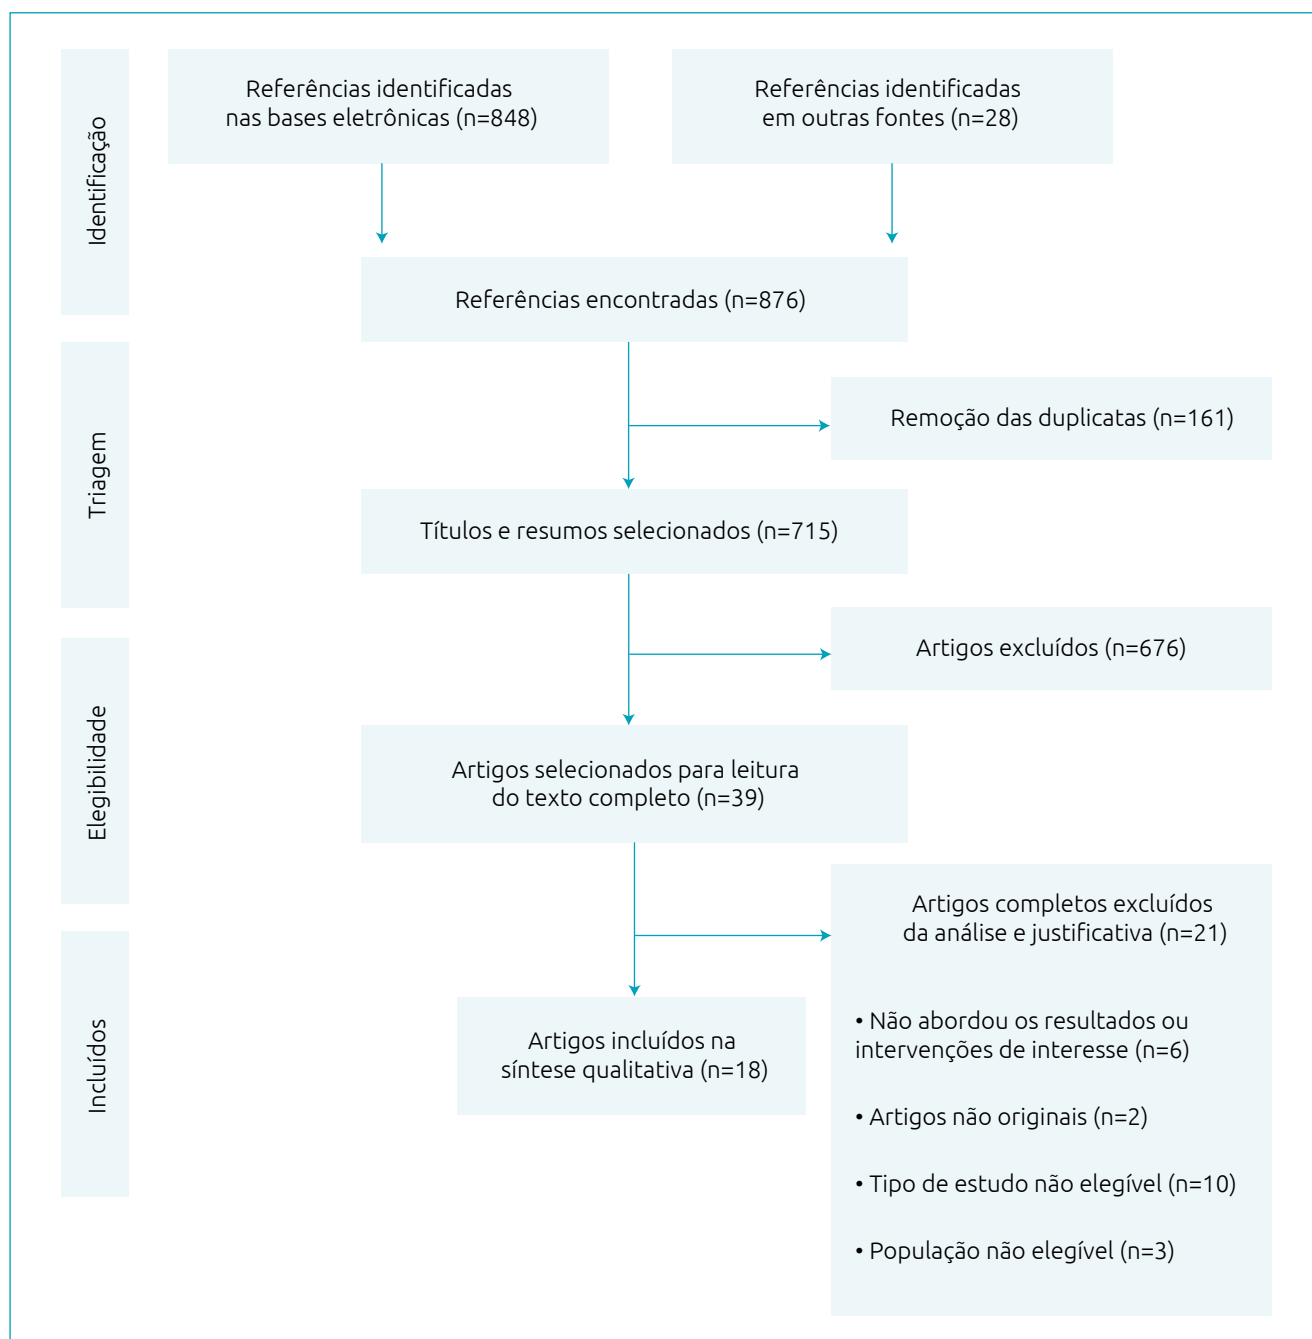 Identificação
Referências identificadas
nas bases eletrônicas (n=848)
Referências identificadas
em outras fontes (n=28)
Referências encontradas (n=876)
Triagem
Remoção das duplicatas (n=161)
Títulos e resumos selecionados (n=715)
Artigos excluídos (n=676)
Elegibilidade
Artigos selecionados para leitura
do texto completo (n=39)
Artigos completos excluídos
da análise e justificativa (n=21)
• Não abordou os resultados ou
intervenções de interesse (n=6)
• Artigos não originais (n=2)
• Tipo de estudo não elegível (n=10)
• População não elegível (n=3)
Incluídos
Artigos incluídos na
síntese qualitativa (n=18)